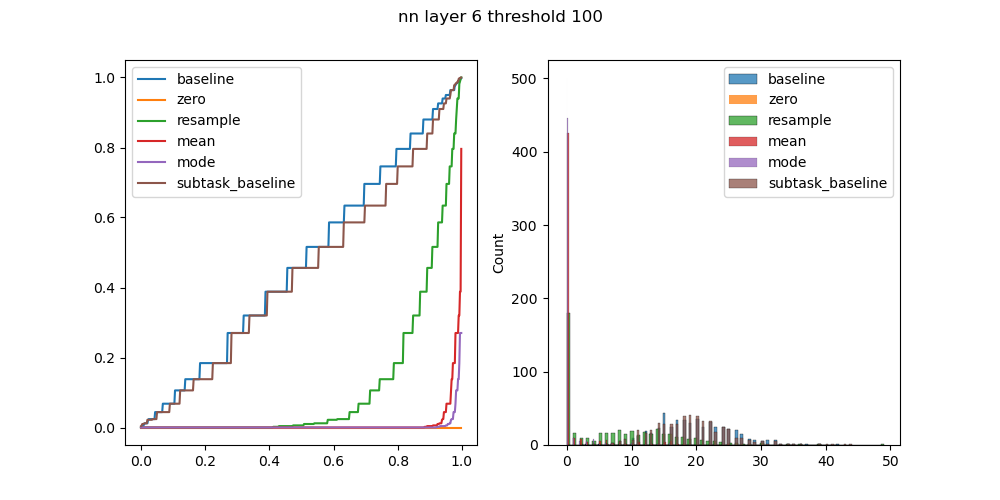 nn layer 6 threshold 100
1.0
0.8
0.6
0.4
0.2
0.0
0.0 0.2 0.4 0.6 0.8 1.0
baseline
zero
resample
mean
mode
subtask_baseline
Count
500
400
300
200
100
0
0 10 20 30 40 50
baseline
zero
resample
mean
mode
subtask_baseline